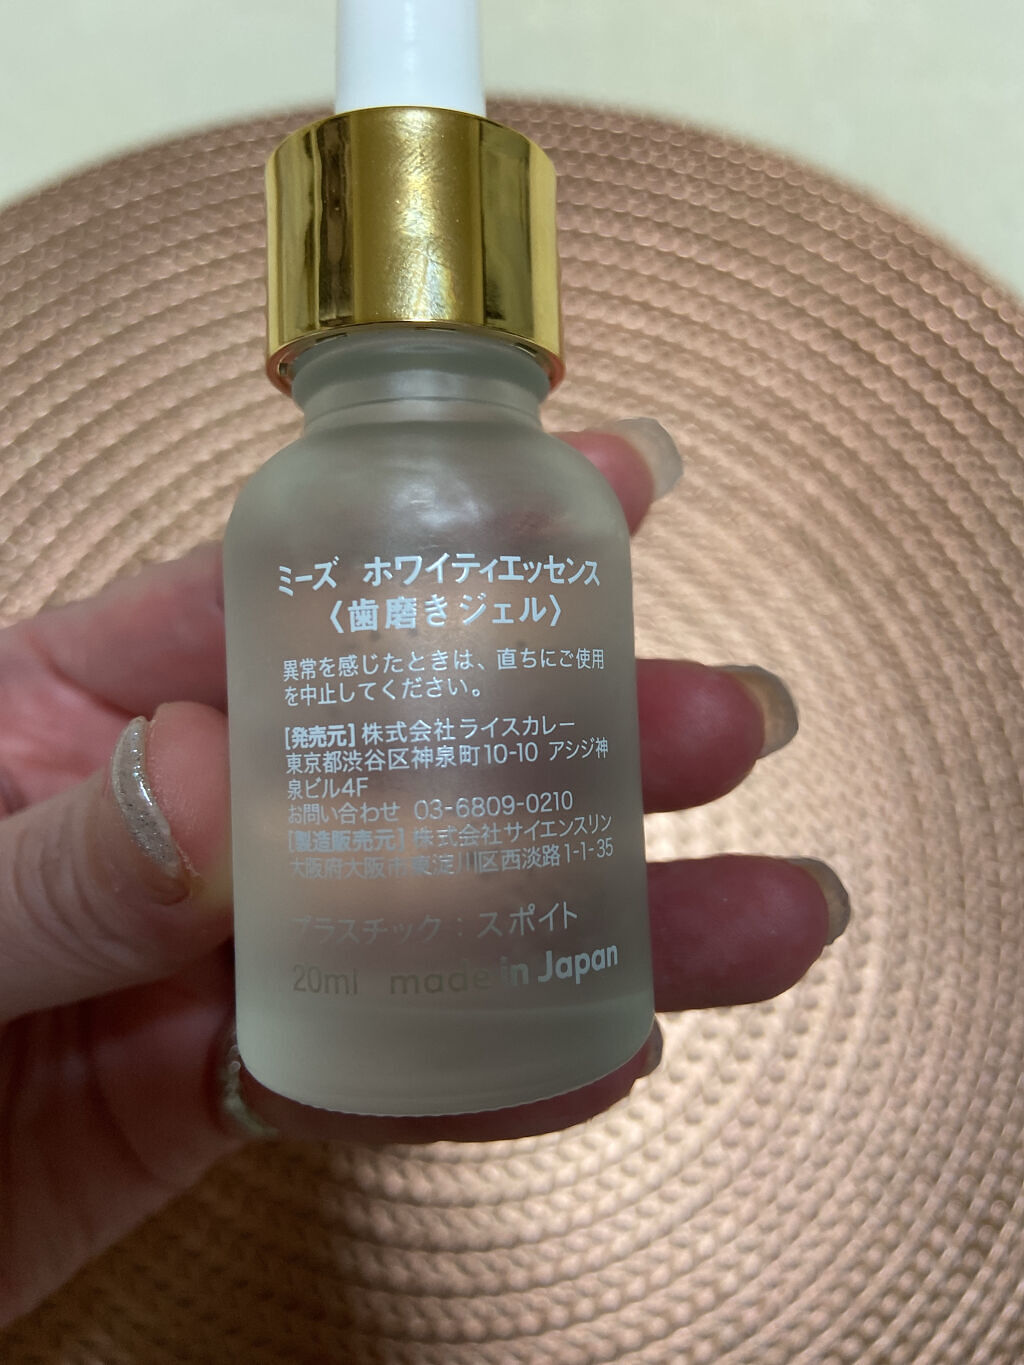 ミーズ ホワイティエッセンス
〈歯磨きジェル〉
異常を感じたときは、直ちにご使用
を中止してください。
[発売元] 株式会社ライスカレー
東京都渋谷区神泉町10-10 アシジ神
泉ビル4F
お問い合わせ 03-6809-0210
[製造販売元] 株式会社サイエンスリン
大阪府大阪市東淀川区西淡路1-1-35
プラスチック：スポイト
20ml made in Japan